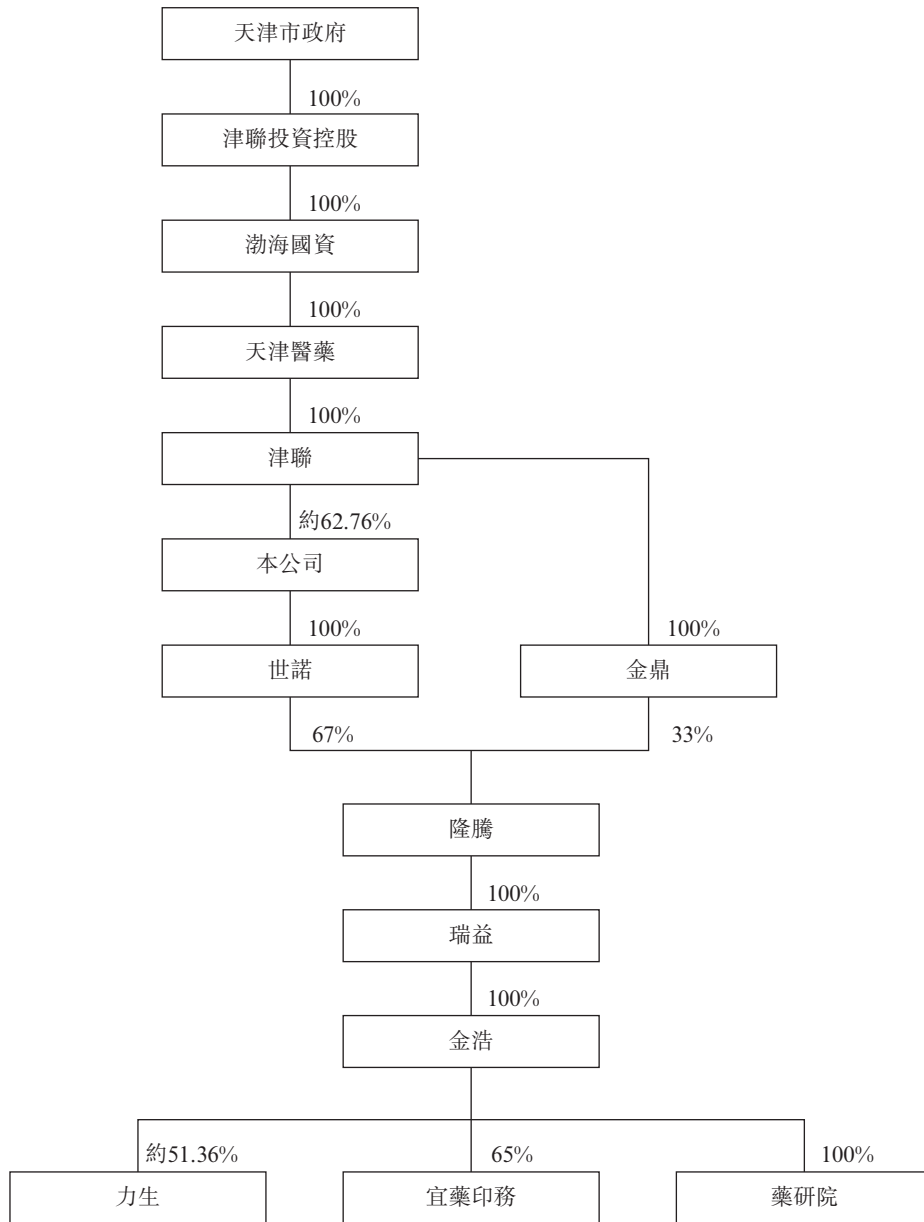 天津市政府
100%
津聯投資控股
100%
渤海國資
100%
天津醫藥
100%
津聯
約62.76%
本公司
100%
100%
世諾
金鼎
67%
33%
隆騰
100%
瑞益
100%
金浩
約51.36%
65%
100%
力生
宜藥印務
藥研院